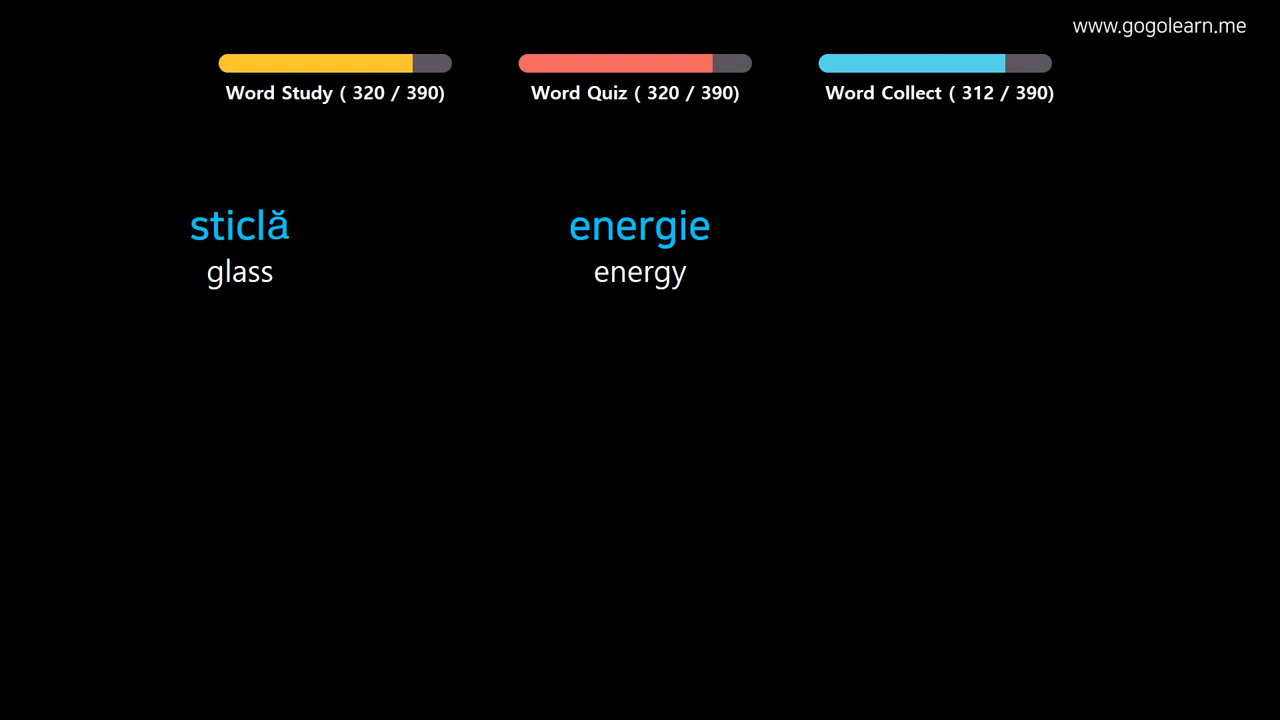 www.gogolearn.me
Word Study ( 320 / 390)
Word Quiz ( 320 / 390)
Word Collect ( 312 / 390)
sticlă
glass
energie
energy